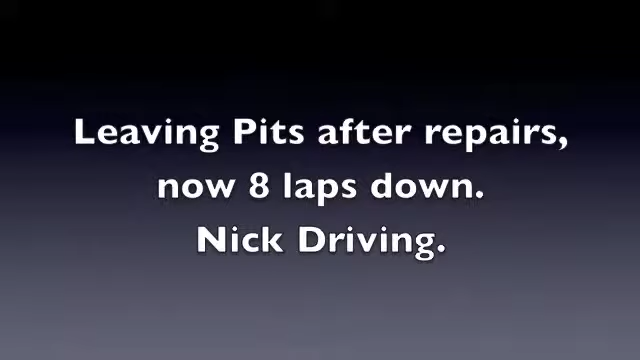 Leaving Pits after repairs,
now 8 laps down.
Nick Driving.